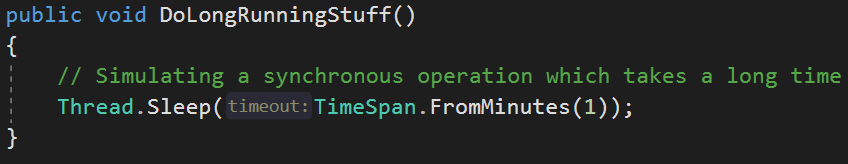 public void DoLongRunningStuff()
{
// Simulating a synchronous operation which takes a long time
Thread.Sleep(timeout:TimeSpan.FromMinutes(1));
}